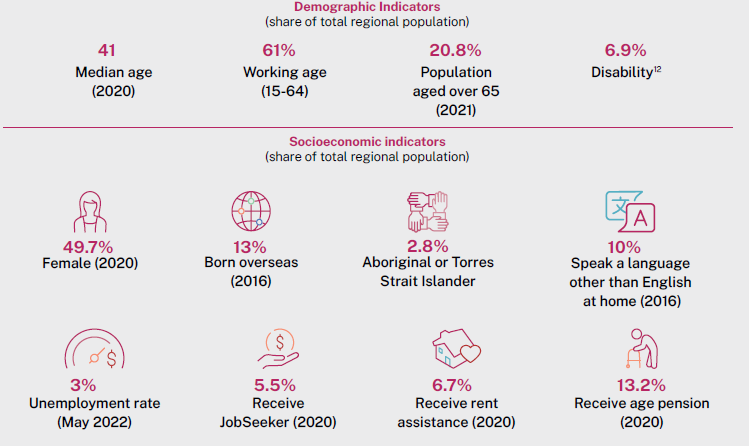 Demographic Indicators
(share of total regional population)
41
Median age
(2020)
61%
Working age
(15-64)
20.8%
Population
aged over 65
(2021)
6.9%
Disability¹²
Socioeconomic indicators
(share of total regional population)
49.7%
Female (2020)
13%
Born overseas
(2016)
2.8%
Aboriginal or Torres
Strait Islander
文
A
10%
Speak a language
other than English
at home (2016)
$
3%
Unemployment rate
(May 2022)
$
5.5%
Receive
JobSeeker (2020)
6.7%
Receive rent
assistance (2020)
13.2%
Receive age pension
(2020)